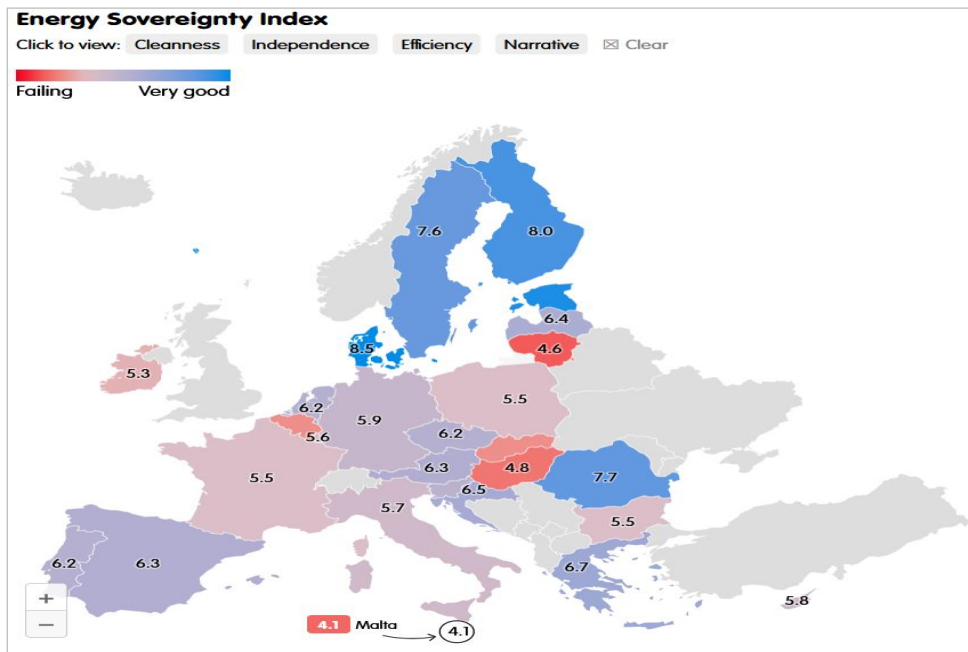 Energy Sovereignty Index
Click to view: Cleanness Independence Efficiency Narrative ☒ Clear
Failing Very good
7.6 8.0
6.4
8.5 4.6
5.3
6.2 5.5
5.9
5.6 6.2
5.5 6.3 4.8 7.7
6.5
5.7 5.5
6.2 6.3 6.7
+
5.8
−
4.1 Malta 4.1